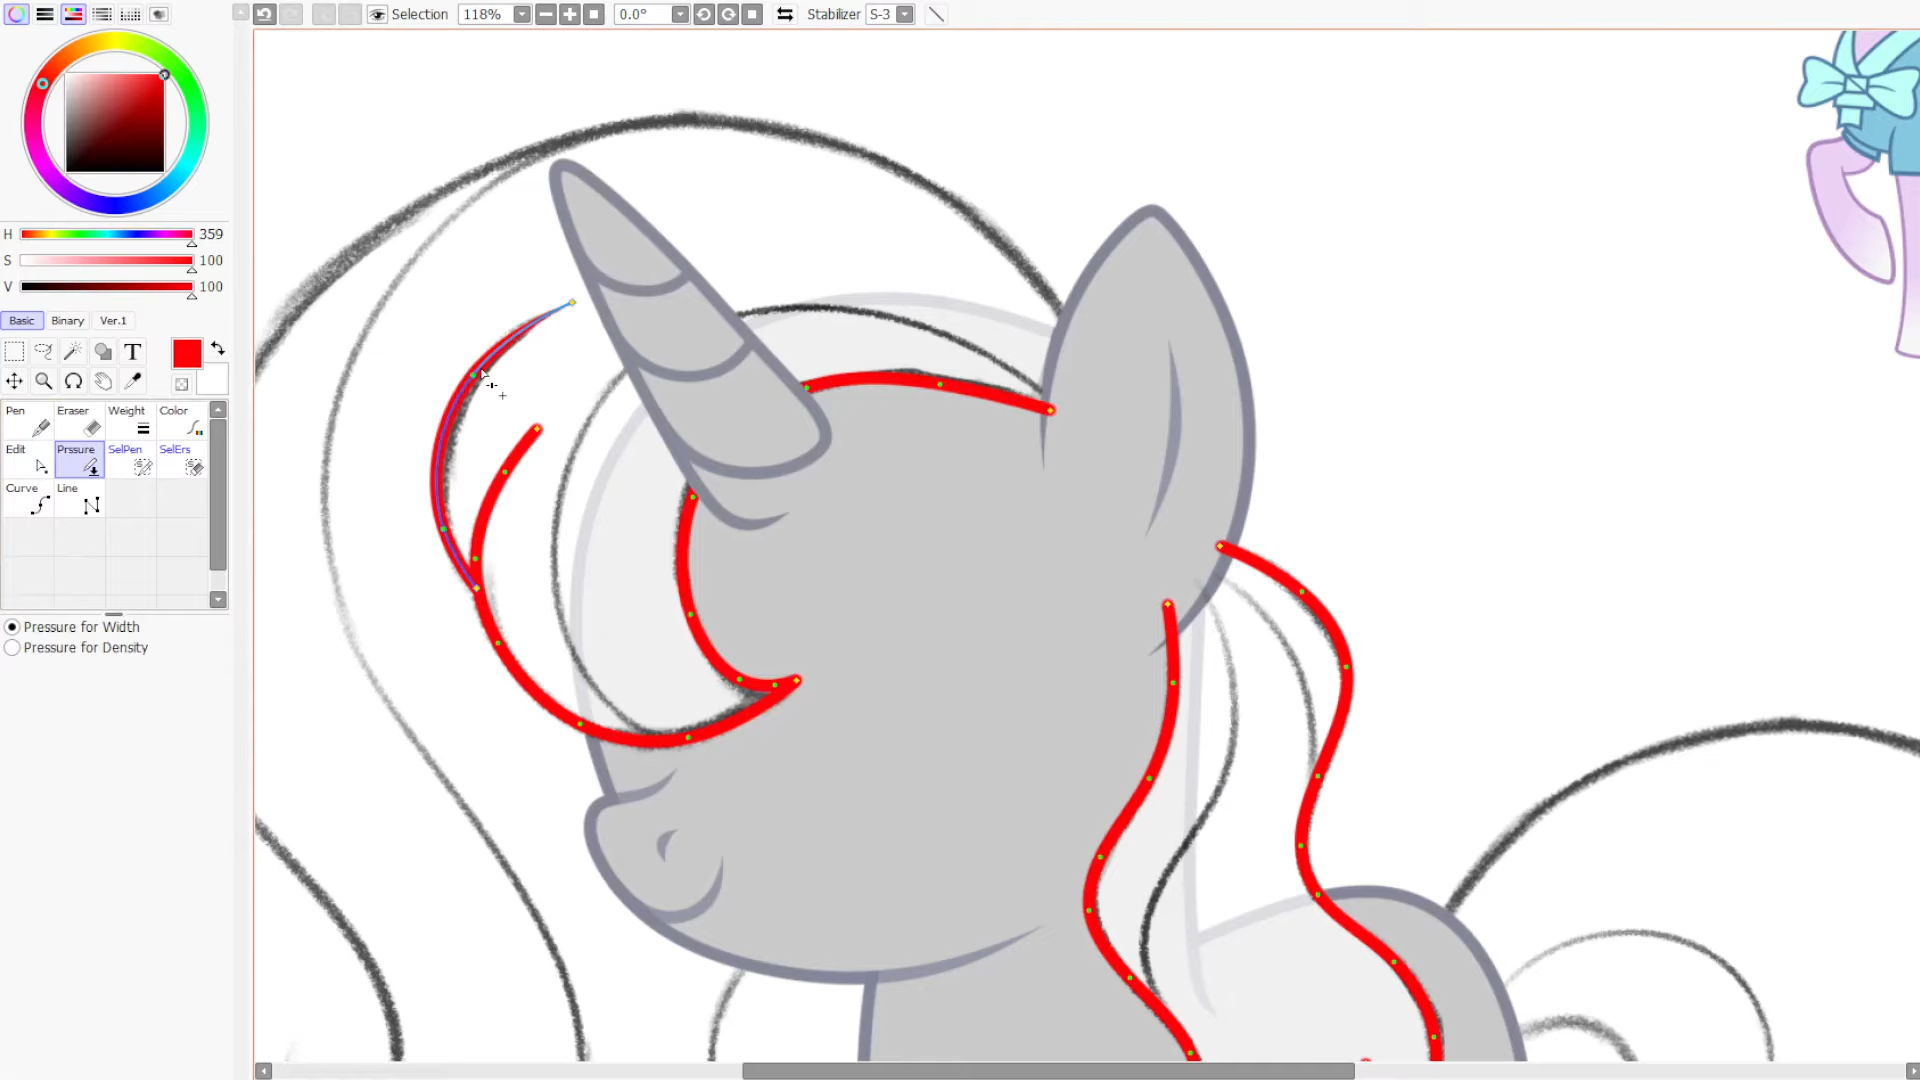 Selection 118% 0.0° Stabilizer S-3
H 359
S 100
V 100
Basic Binary Ver.1
T
Pen Eraser Weight Color
Edit Prssure SelPen SelErs
Curve Line
Pressure for Width
Pressure for Density